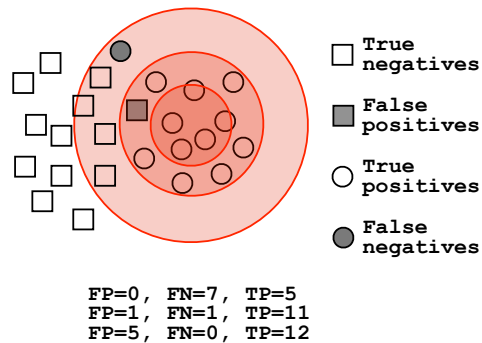 True
negatives
False
positives
True
positives
False
negatives
FP=0, FN=7, TP=5
FP=1, FN=1, TP=11
FP=5, FN=0, TP=12